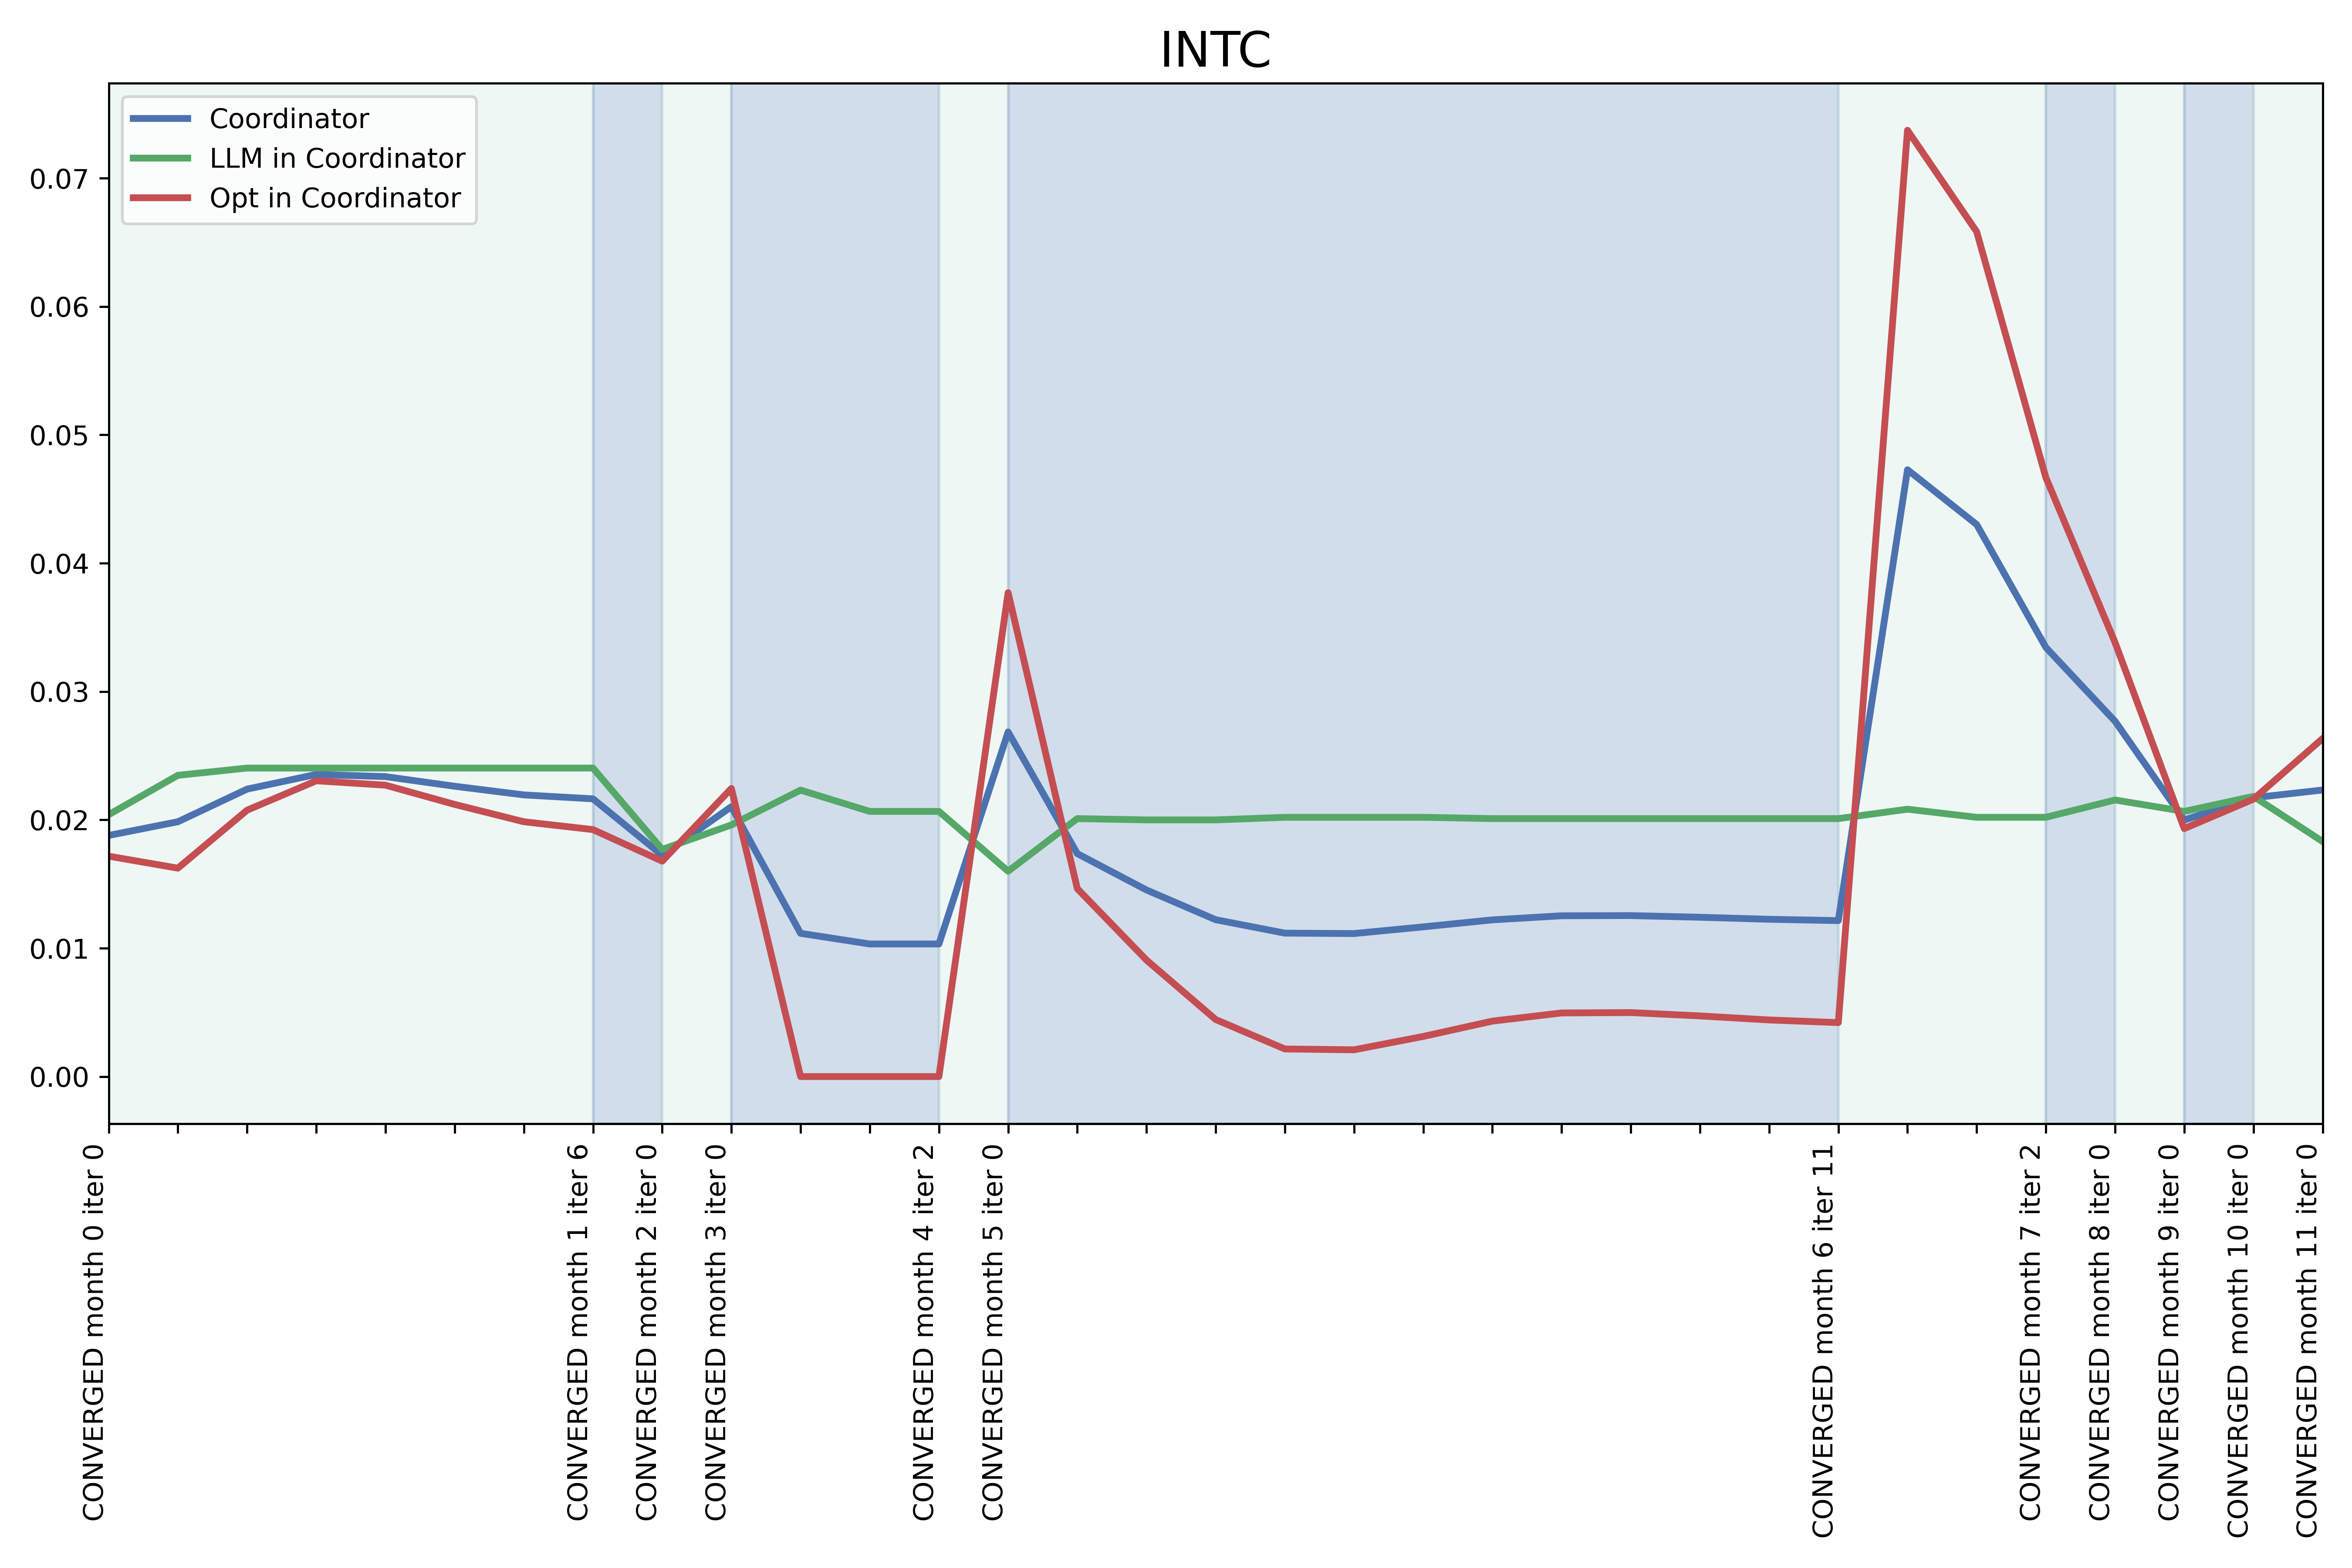 INTC
Coordinator
LLM in Coordinator
Opt in Coordinator
0.07
0.06
0.05
0.04
0.03
0.02
0.01
0.00
CONVERGED month 0 iter 0
CONVERGED month 1 iter 6
CONVERGED month 2 iter 0
CONVERGED month 3 iter 0
CONVERGED month 4 iter 2
CONVERGED month 5 iter 0
CONVERGED month 6 iter 11
CONVERGED month 7 iter 2
CONVERGED month 8 iter 0
CONVERGED month 9 iter 0
CONVERGED month 10 iter 0
CONVERGED month 11 iter 0